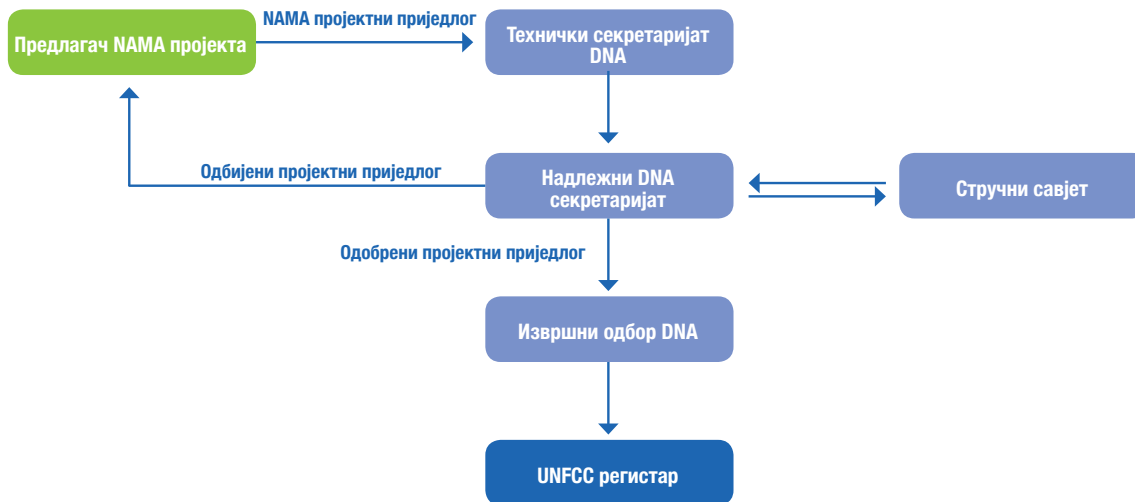 NAMA пројектни приједлог
Предлагач NAMA пројекта
Технички секретаријат
DNA
Одбијени пројектни приједлог
Надлежни DNA
секретаријат
Стручни савјет
Одобрени пројектни приједлог
Извршни одбор DNA
UNFCC регистар